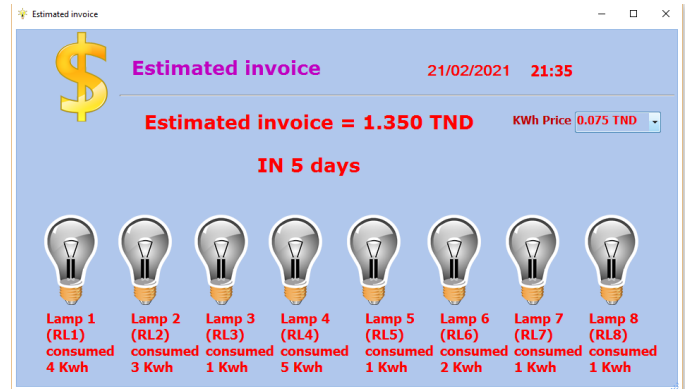 Estimated invoice
Estimated invoice 21/02/2021 21:35
Estimated invoice = 1.350 TND KWh Price 0.075 TND
IN 5 days
Lamp 1 Lamp 2 Lamp 3 Lamp 4 Lamp 5 Lamp 6 Lamp 7 Lamp 8
(RL1) (RL2) (RL3) (RL4) (RL5) (RL6) (RL7) (RL8)
consumed consumed consumed consumed consumed consumed consumed consumed
4 Kwh 3 Kwh 1 Kwh 5 Kwh 1 Kwh 2 Kwh 1 Kwh 1 Kwh